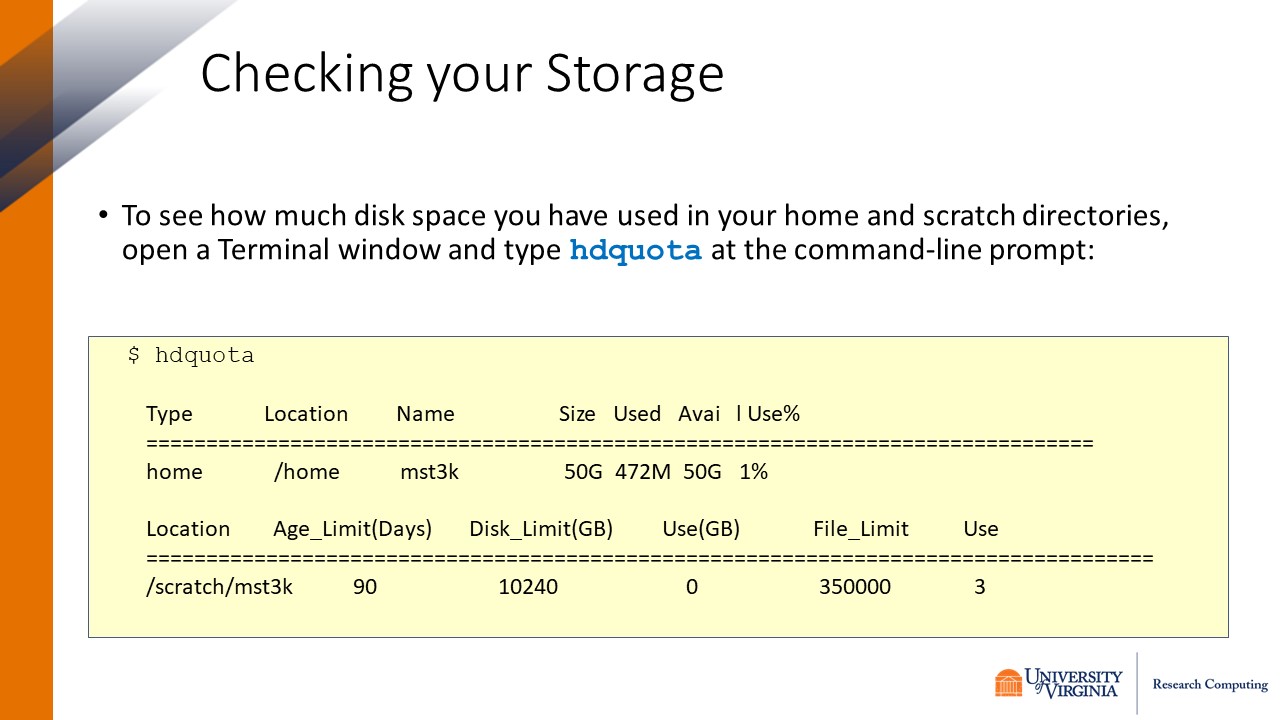 Checking your Storage
• To see how much disk space you have used in your home and scratch directories,
open a Terminal window and type hdquota at the command-line prompt:
$ hdquota
Type Location Name Size Used Avai l Use%
===============================================================================
home /home mst3k 50G 472M 50G 1%
Location Age_Limit(Days) Disk_Limit(GB) Use(GB) File_Limit Use
====================================================================================
/scratch/mst3k 90 10240 0 350000 3
UNIVERSITY of VIRGINIA Research Computing